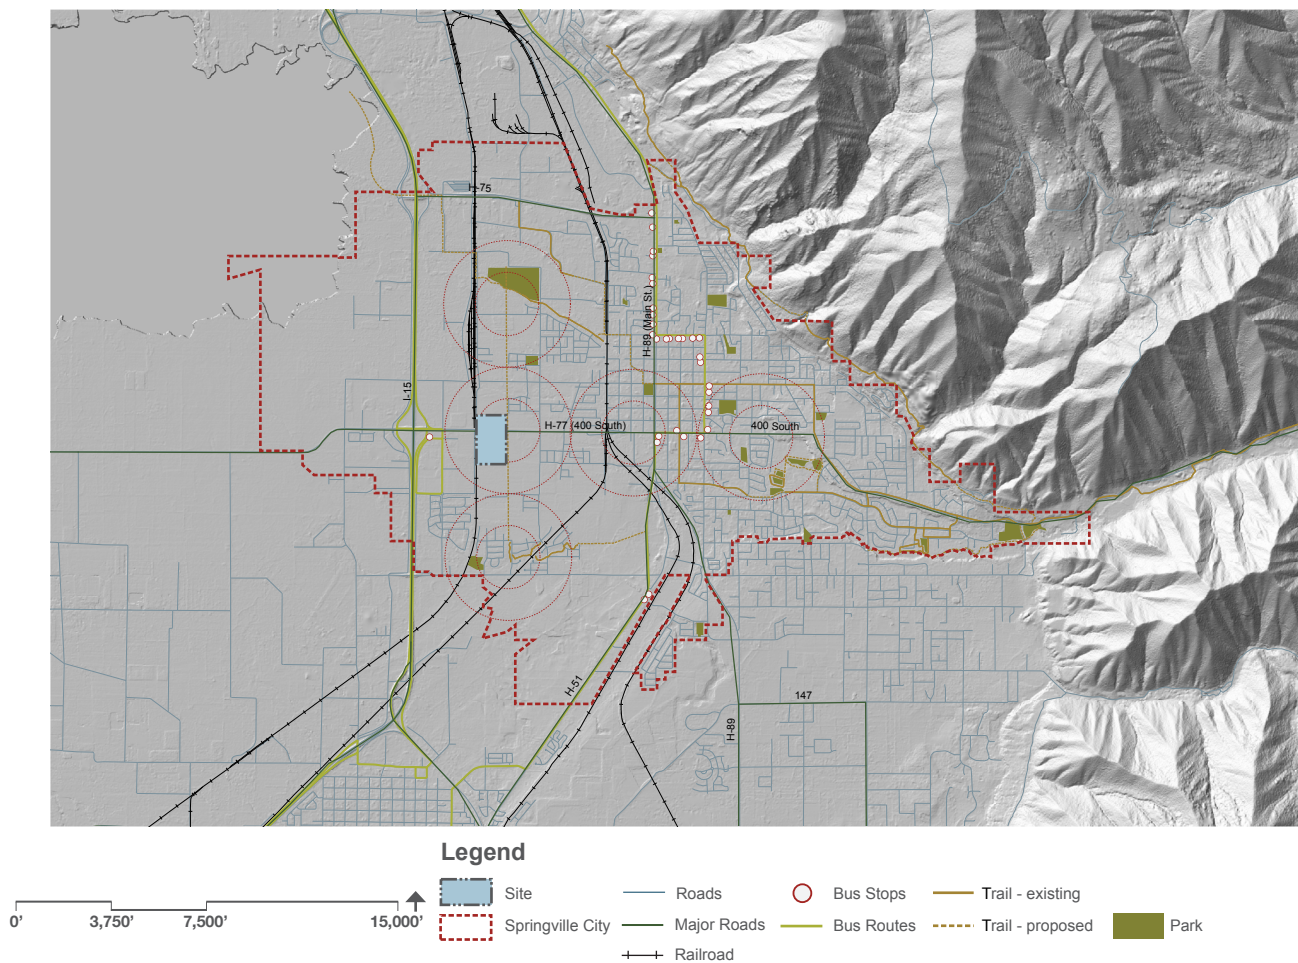 H-75
H-89 (Main St.)
I-15
H-77 (400 South)
400 South
H-51
147
H-89
Legend
Site
Roads
Bus Stops
Trail - existing
0'
3,750'
7,500'
15,000'
Springville City
Major Roads
Bus Routes
Trail - proposed
Park
Railroad